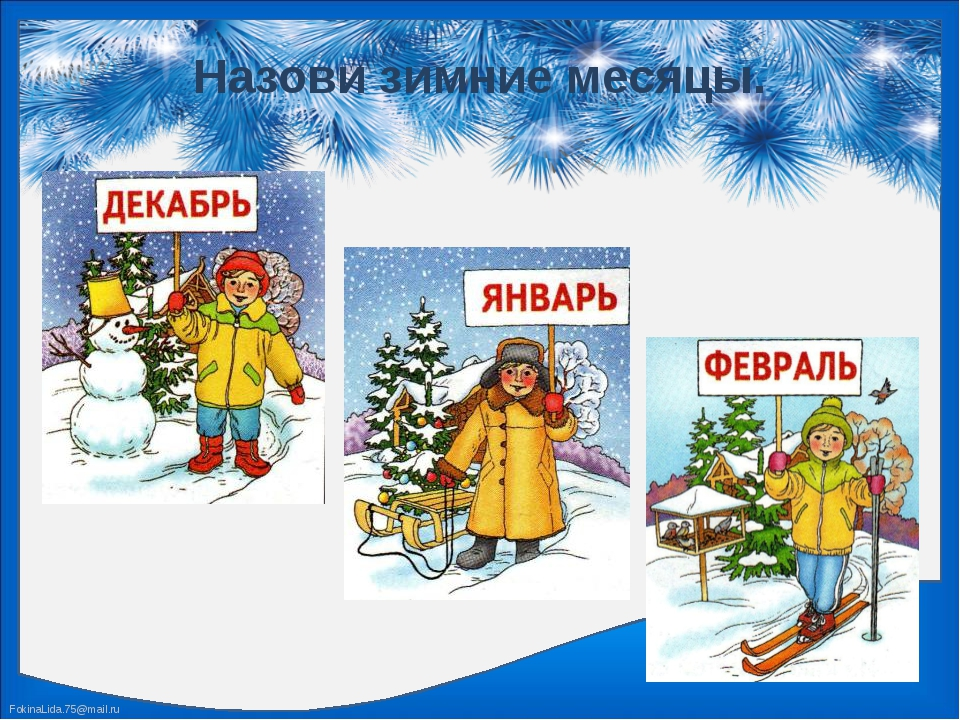 Назови зимние месяцы.
ДЕКАБРЬ
ЯНВАРЬ
ФЕВРАЛЬ
FokinaLida.75@mail.ru